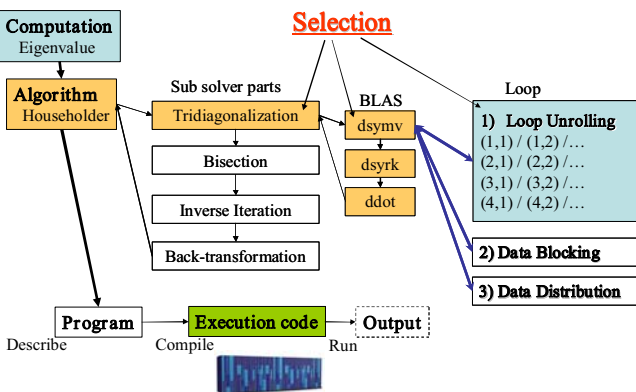 Selection
Computation
Eigenvalue
Algorithm
Householder
Sub solver parts
Tridiagonalization
Bisection
Inverse Iteration
Back-transformation
BLAS
dsymv
dsyrk
ddot
Loop
1) Loop Unrolling
(1,1) / (1,2) /…
(2,1) / (2,2) /…
(3,1) / (3,2) /…
(4,1) / (4,2) /…
2) Data Blocking
3) Data Distribution
Program
Execution code
Output
Describe
Compile
Run